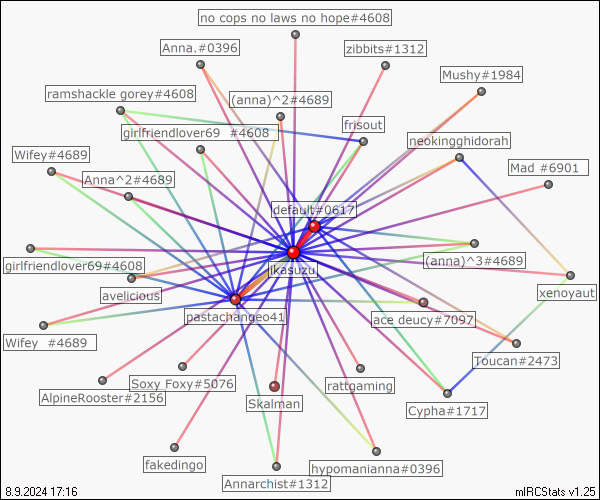 no cops no laws no hope#4608
Anna.#0396
zibbits#1312
Mushy#1984
ramshackle gorey#4608
(anna)^2#4689
frisout
girlfriendlover69 #4608
neokingghidorah
Wifey#4689
Mad #6901
Anna^2#4689
default#0617
(anna)^3#4689
girlfriendlover69#4608
jkasuzu
avelicious
xenoyaut
pastachangeo41
ace deucy#7097
Wifey #4689
Toucan#2473
Soxy Foxy#5076
rattgaming
AlpineRooster#2156
Skalman
Cypha#1717
fakedingo
hypomanianna#0396
Annarchist#1312
8.9.2024 17:16
mIRCStats v1.25